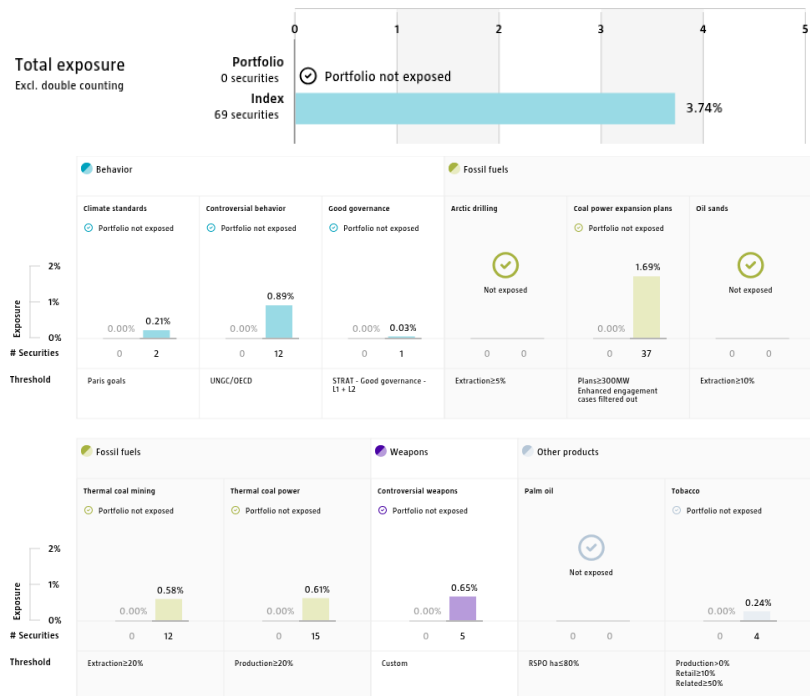 0 1 2 3 4 5
Total exposure
Excl. double counting
Portfolio
0 securities
Portfolio not exposed
Index
69 securities
3.74%
Behavior
Fossil fuels
Climate standards
Controversial behavior
Good governance
Arctic drilling
Coal power expansion plans
Oil sands
Portfolio not exposed
Portfolio not exposed
Portfolio not exposed
Portfolio not exposed
Not exposed
Not exposed
Exposure
2%
1%
0%
0.00% 0.21%
0.00% 0.89%
0.00% 0.03%
0.00% 1.69%
# Securities
0 2
0 12
0 1
0 0
0 37
0 0
Threshold
Paris goals
UNGC/OECD
STRAT - Good governance -
L1 + L2
Extraction≥5%
Plans≥300MW
Enhanced engagement
cases filtered out
Extraction≥10%
Fossil fuels
Weapons
Other products
Thermal coal mining
Thermal coal power
Controversial weapons
Palm oil
Tobacco
Portfolio not exposed
Portfolio not exposed
Portfolio not exposed
Portfolio not exposed
Not exposed
Exposure
2%
1%
0%
0.00% 0.58%
0.00% 0.61%
0.00% 0.65%
0.00% 0.24%
# Securities
0 12
0 15
0 5
0 0
0 4
Threshold
Extraction≥20%
Production≥20%
Custom
RSPO ha≤80%
Production>0%
Retail≥10%
Related≥50%